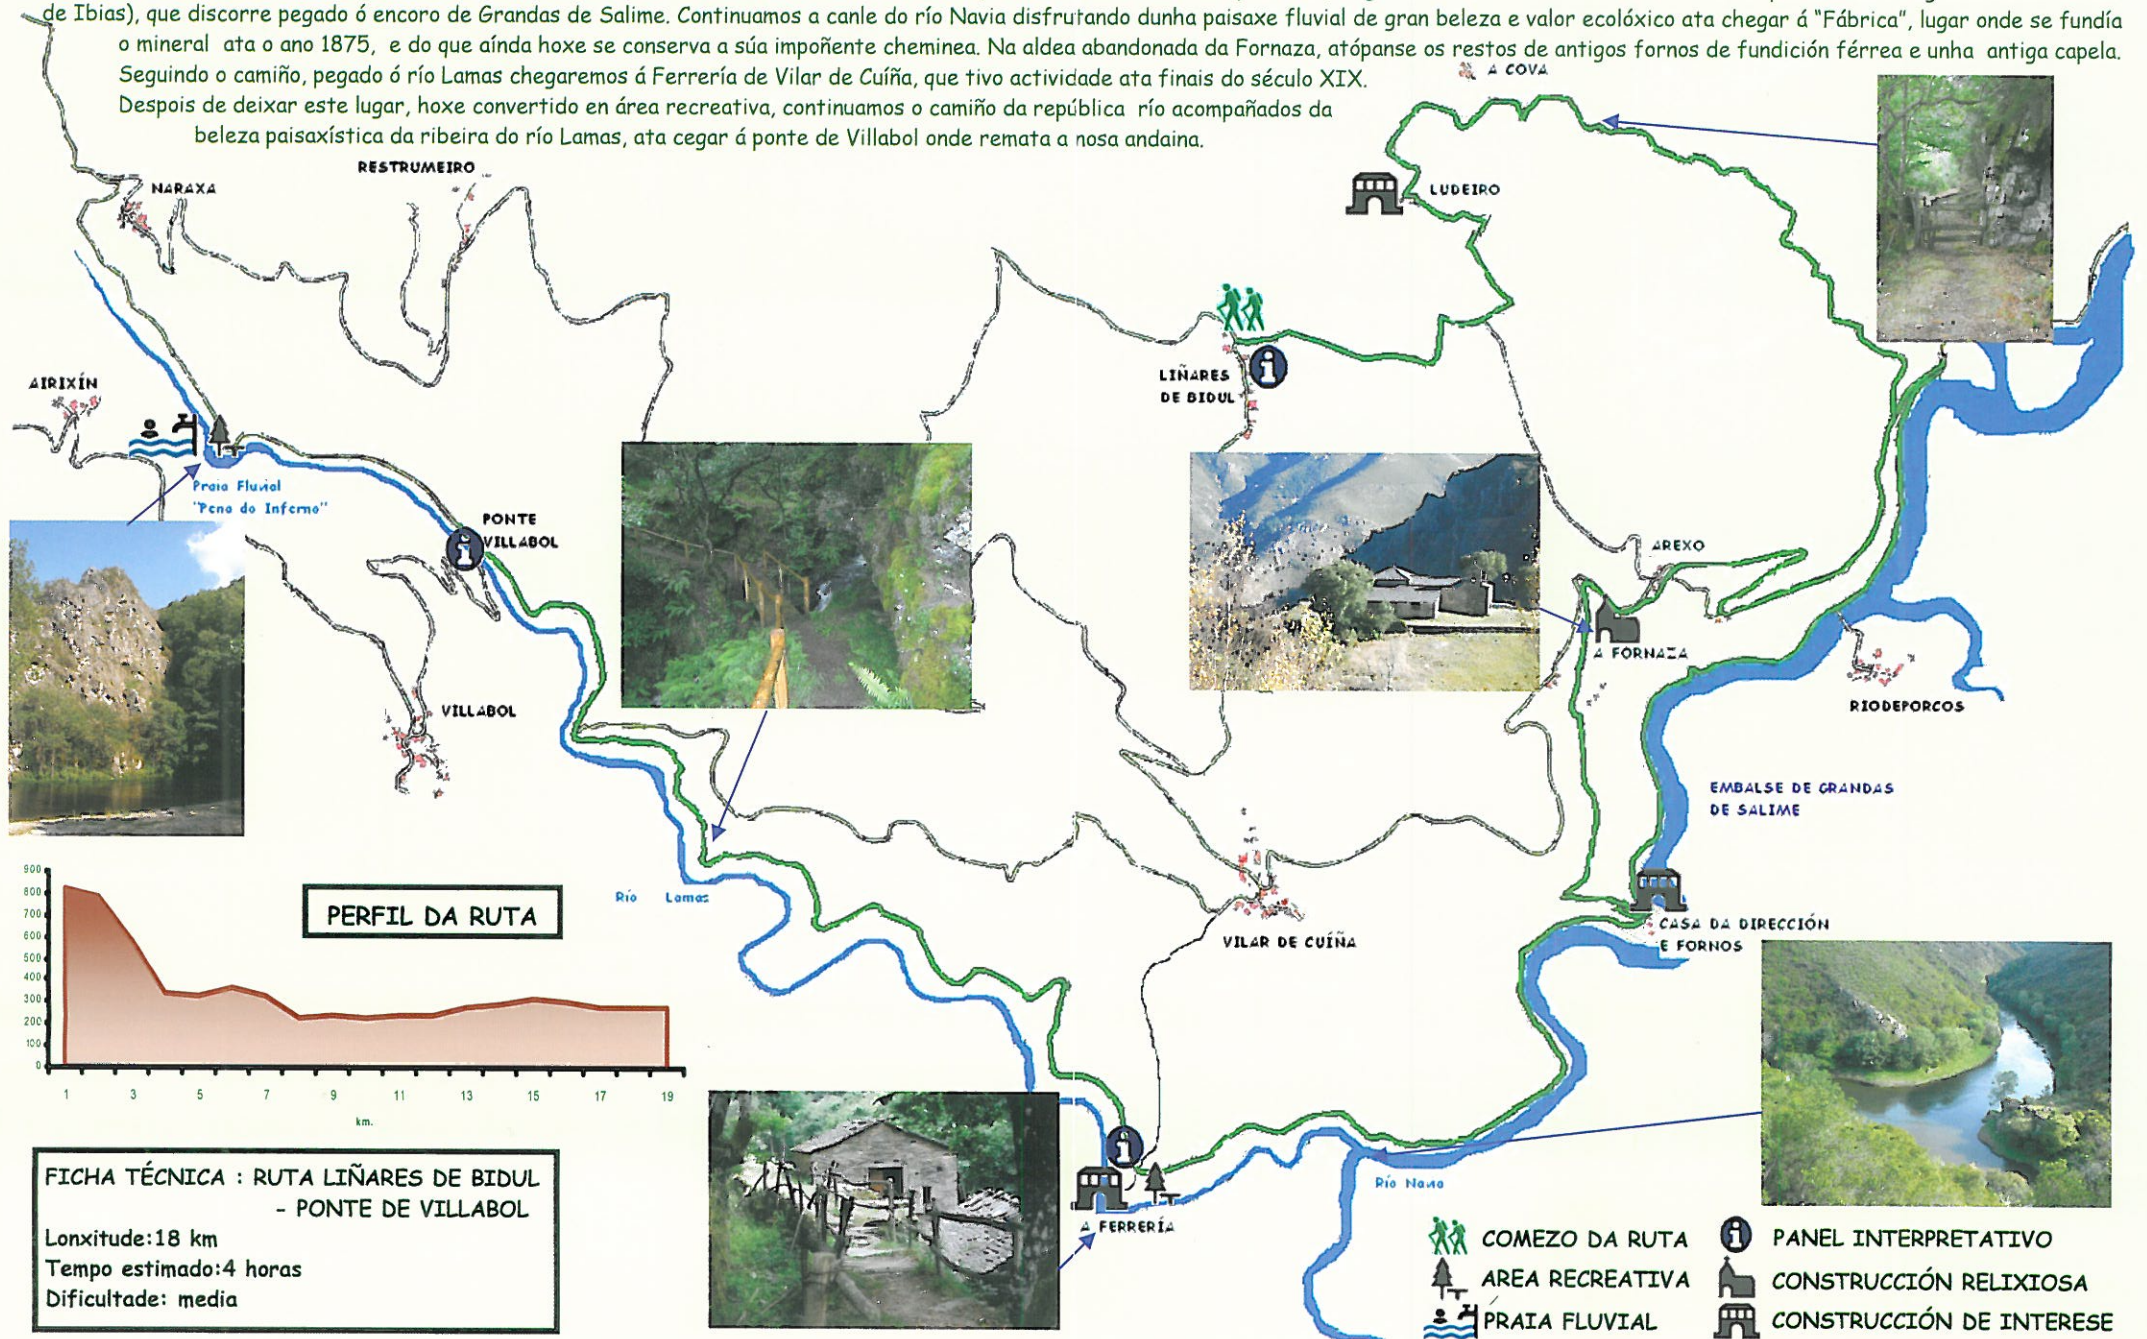 de Ibias), que discorre pegado ó encoro de Grandas de Salime. Continuamos a canle do río Navia disfrutando dunha paisaxe fluvial de gran beleza e valor ecolóxico ata chegar á “Fábrica”, lugar onde se fundía
o mineral ata o ano 1875, e do que aínda hoxe se conserva a súa impoñente cheminea. Na aldea abandonada da Fornaza, atópanse os restos de antigos fornos de fundición férrea e unha antiga capela.
Seguindo o camiño, pegado ó río Lamas chegaremos á Ferrería de Vilar de Cuíña, que tivo actividade ata finais do século XIX.
Despois de deixar este lugar, hoxe convertido en área recreativa, continuamos o camiño da república río acompañados da
beleza paisaxística da ribeira do río Lamas, ata cegar á ponte de Villabol onde remata a nosa andaina.
A COVA
RESTRUMEIRO
NARAXA
LUDEIRO
LIÑARES
DE BIDUL
AIRIXÍN
Praia Fluvial
"Pena do Inferno"
PONTE
VILLABOL
AREXO
A FORNAZA
RIODEPORCOS
VILLABOL
EMBALSE DE GRANDAS
DE SALIME
Río Lamas
VILAR DE CUÍÑA
CASA DA DIRECCIÓN
E FORNOS
PERFIL DA RUTA
900
800
700
600
500
400
300
200
100
0
1 3 5 7 9 11 13 15 17 19
km.
FICHA TÉCNICA : RUTA LIÑARES DE BIDUL
- PONTE DE VILLABOL
Lonxitude:18 km
Tempo estimado:4 horas
Dificultade: media
A FERRERÍA
Río Navia
COMEZO DA RUTA
AREA RECREATIVA
PRAIA FLUVIAL
PANEL INTERPRETATIVO
CONSTRUCCIÓN RELIXIOSA
CONSTRUCCIÓN DE INTERESE